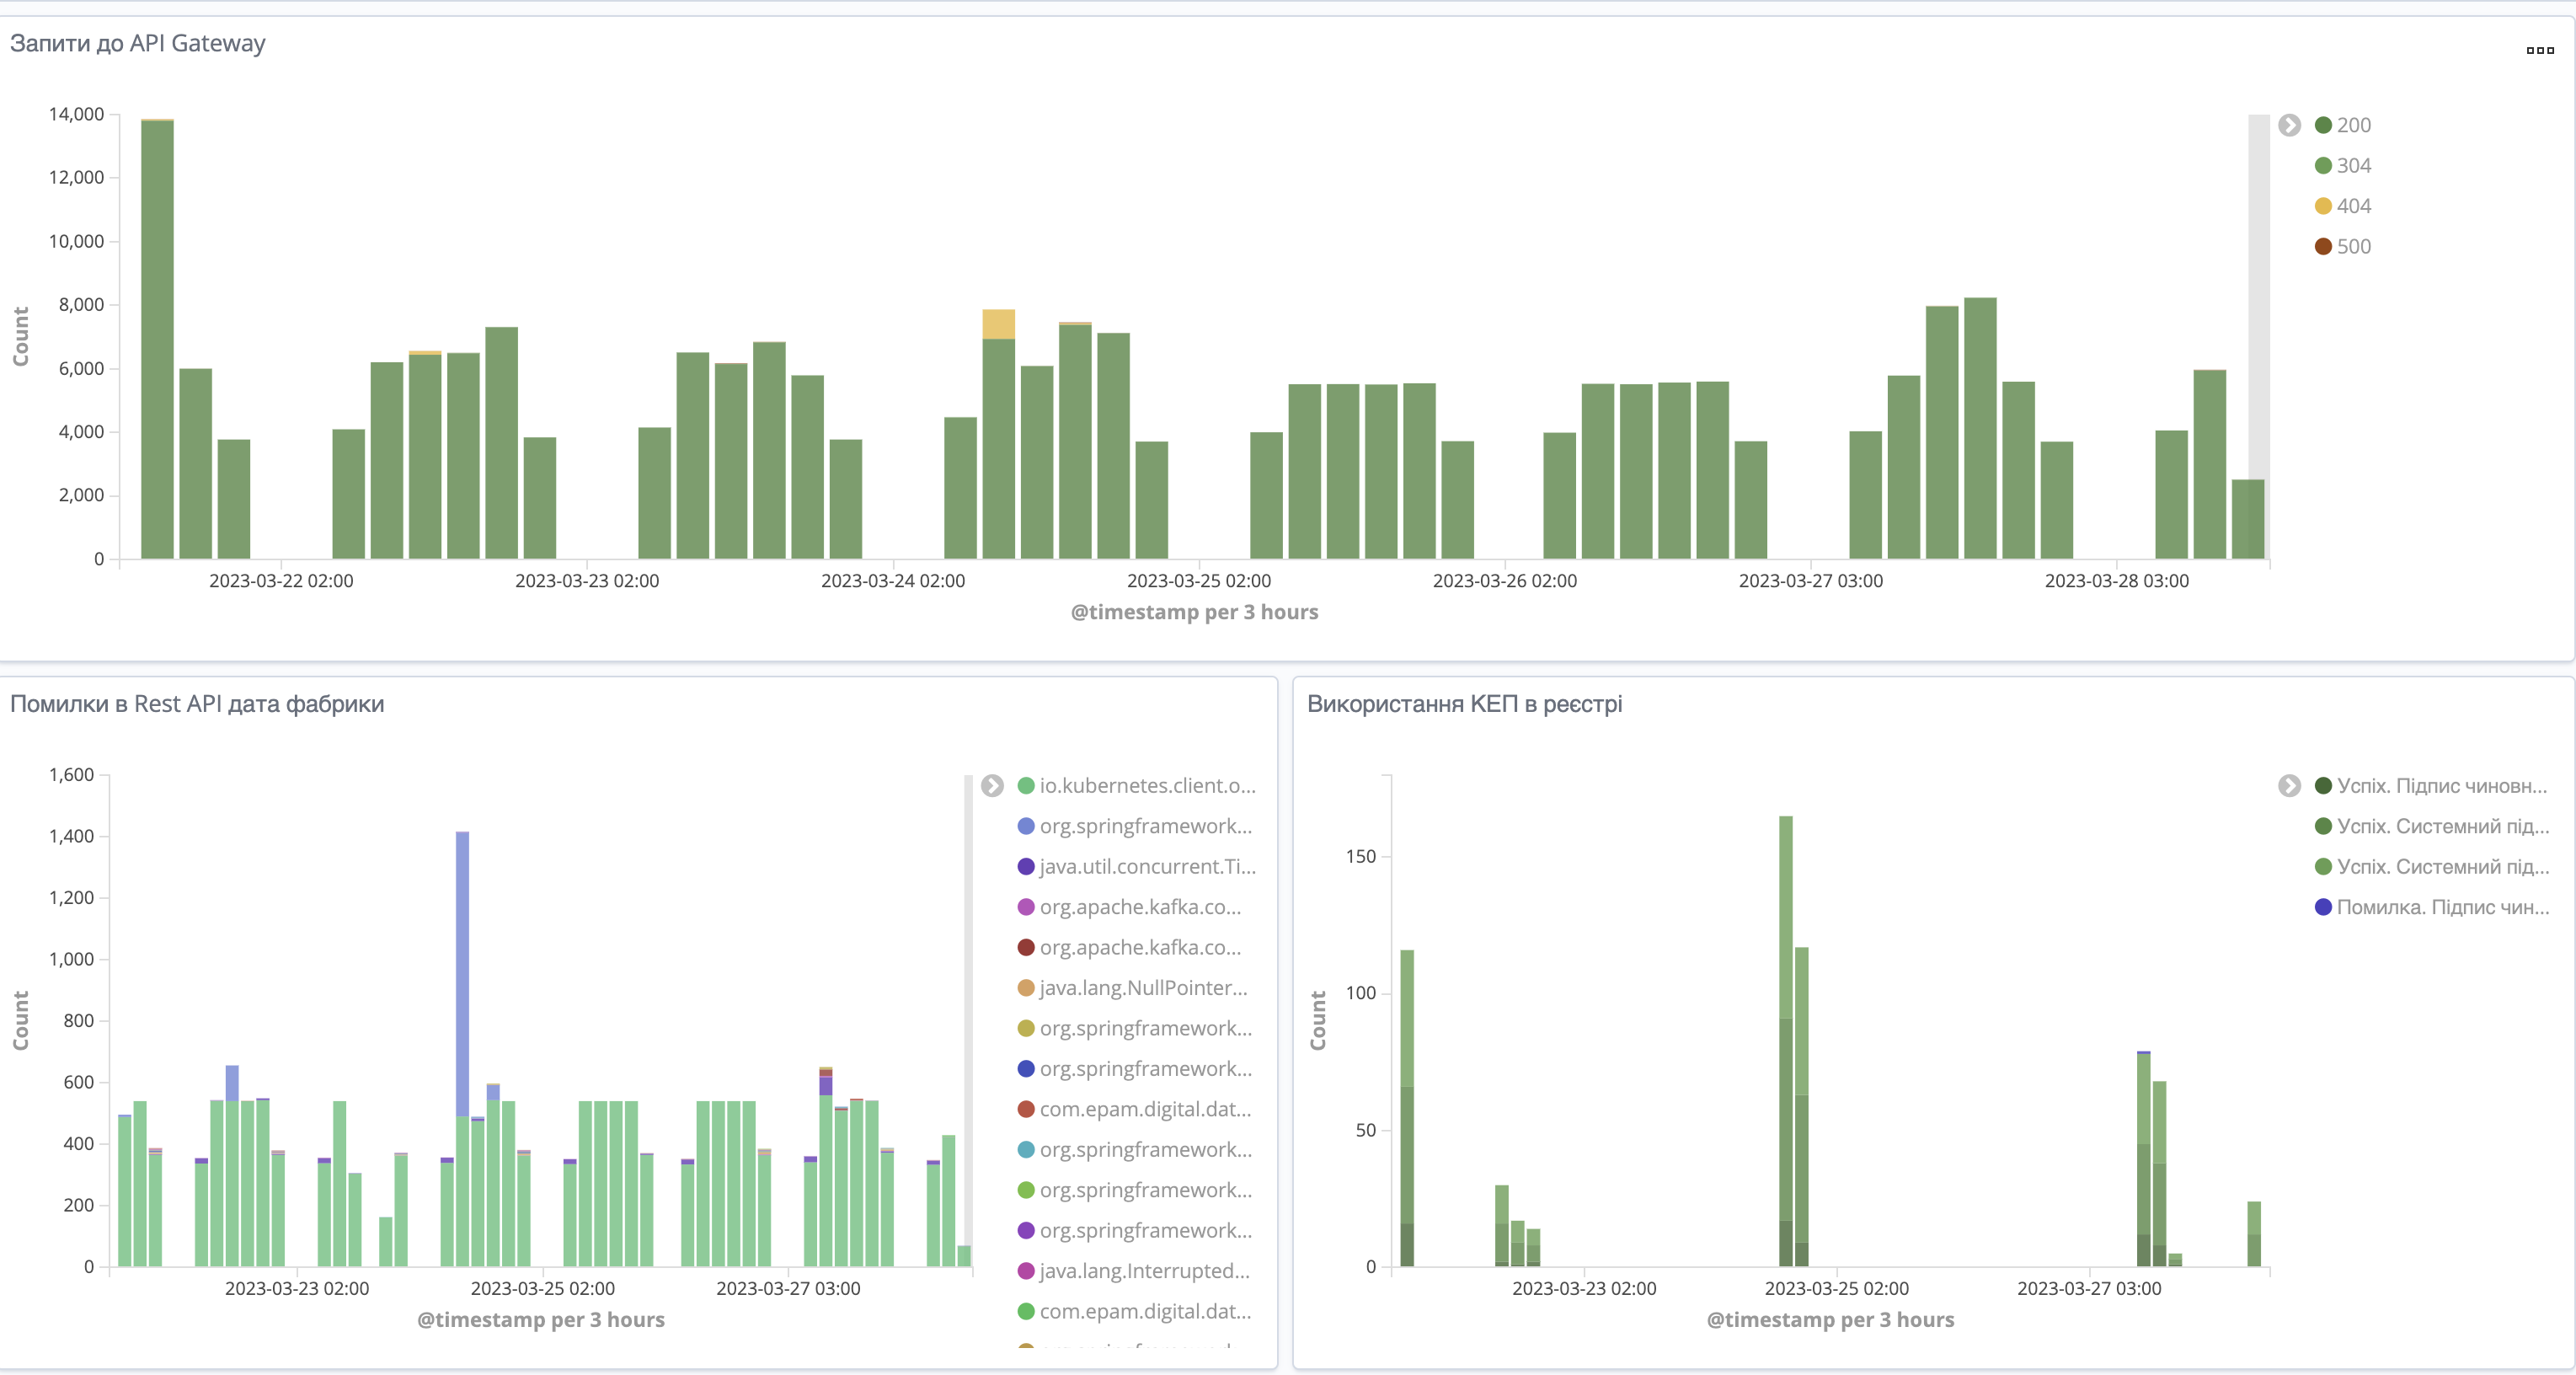 Запити до API Gateway
14,000
12,000
10,000
8,000
6,000
4,000
2,000
0
Count
2023-03-22 02:00
2023-03-23 02:00
2023-03-24 02:00
2023-03-25 02:00
2023-03-26 02:00
2023-03-27 03:00
2023-03-28 03:00
@timestamp per 3 hours
200
304
404
500
Помилки в Rest API дата фабрики
1,600
1,400
1,200
1,000
800
600
400
200
0
Count
2023-03-23 02:00
2023-03-25 02:00
2023-03-27 03:00
@timestamp per 3 hours
io.kubernetes.client.o...
org.springframework...
java.util.concurrent.Ti...
org.apache.kafka.co...
org.apache.kafka.co...
java.lang.NullPointer...
org.springframework...
org.springframework...
com.epam.digital.dat...
org.springframework...
org.springframework...
org.springframework...
java.lang.Interrupted...
com.epam.digital.dat...
Використання КЕП в реєстрі
150
100
50
0
Count
2023-03-23 02:00
2023-03-25 02:00
2023-03-27 03:00
@timestamp per 3 hours
Успіх. Підпис чиновн...
Успіх. Системний під...
Успіх. Системний під...
Помилка. Підпис чин...